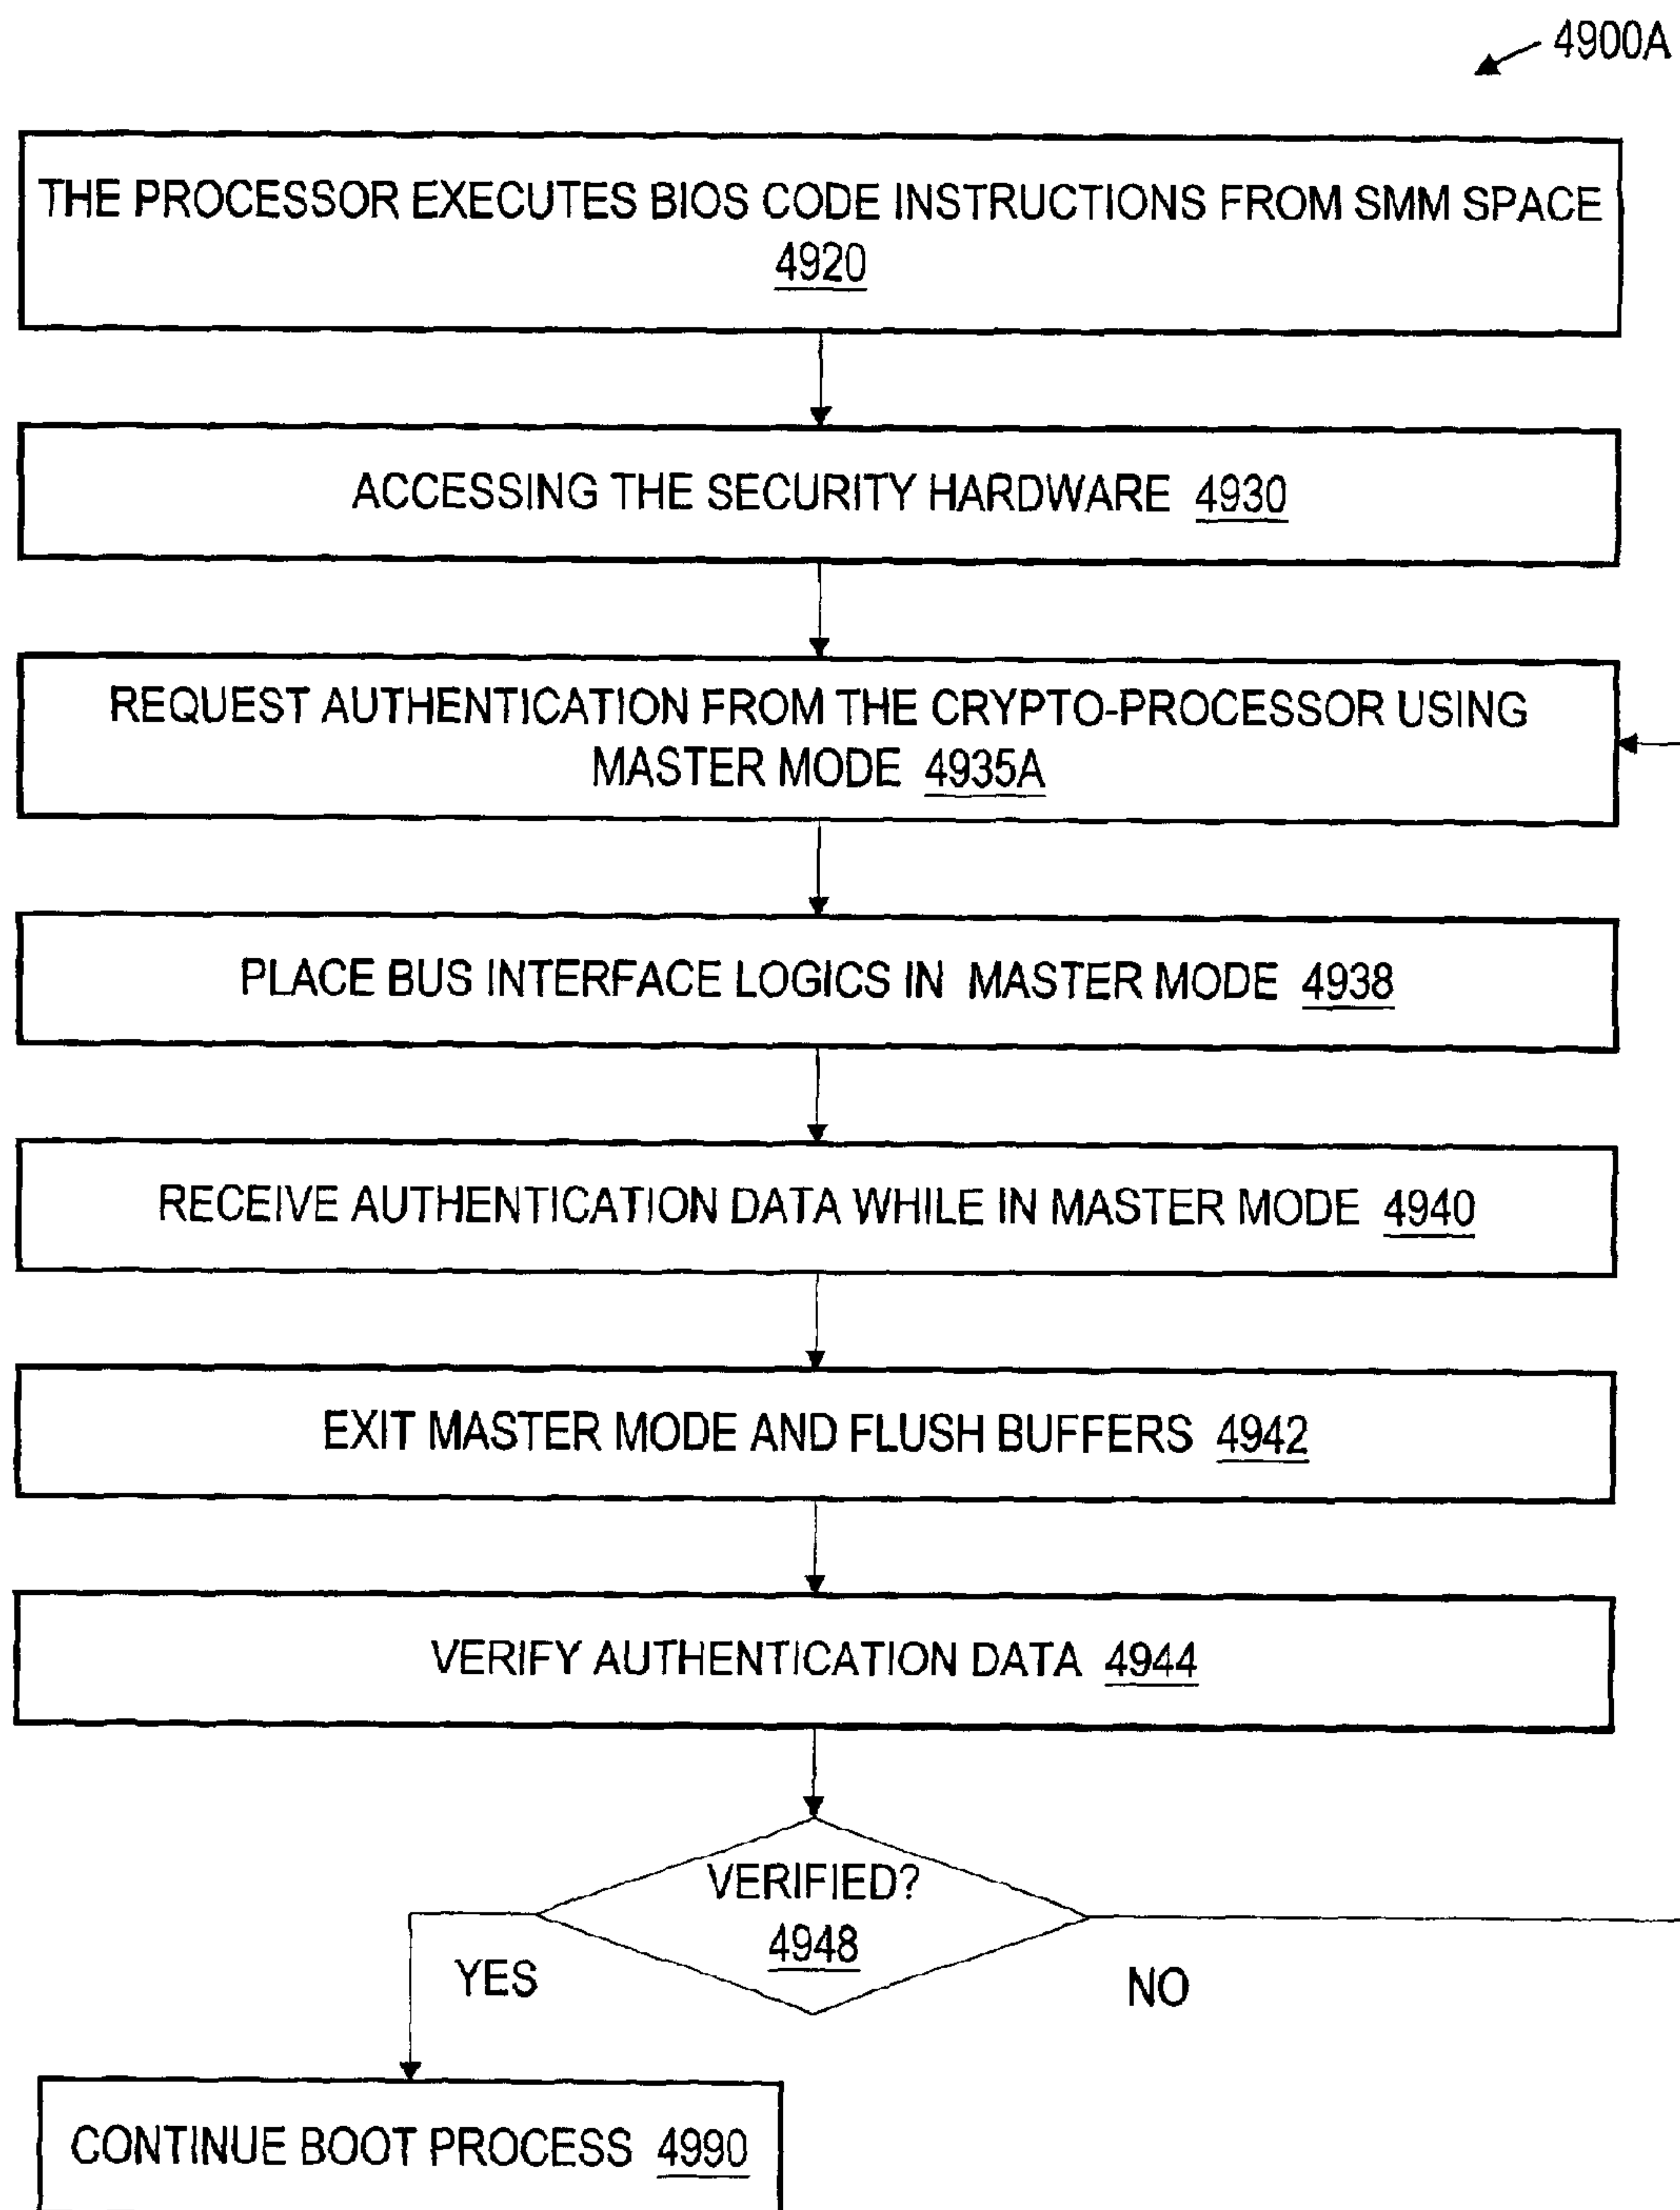 4900A
THE PROCESSOR EXECUTES BIOS CODE INSTRUCTIONS FROM SMM SPACE
4920
ACCESSING THE SECURITY HARDWARE 4930
REQUEST AUTHENTICATION FROM THE CRYPTO-PROCESSOR USING
MASTER MODE 4935A
PLACE BUS INTERFACE LOGICS IN MASTER MODE 4938
RECEIVE AUTHENTICATION DATA WHILE IN MASTER MODE 4940
EXIT MASTER MODE AND FLUSH BUFFERS 4942
VERIFY AUTHENTICATION DATA 4944
VERIFIED?
4948
YES
NO
CONTINUE BOOT PROCESS 4990